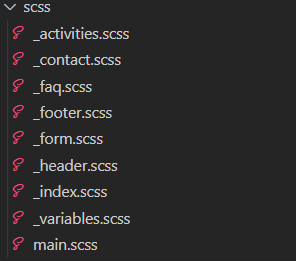 scss
_activities.scss
_contact.scss
_faq.scss
_footer.scss
_form.scss
_header.scss
_index.scss
_variables.scss
main.scss